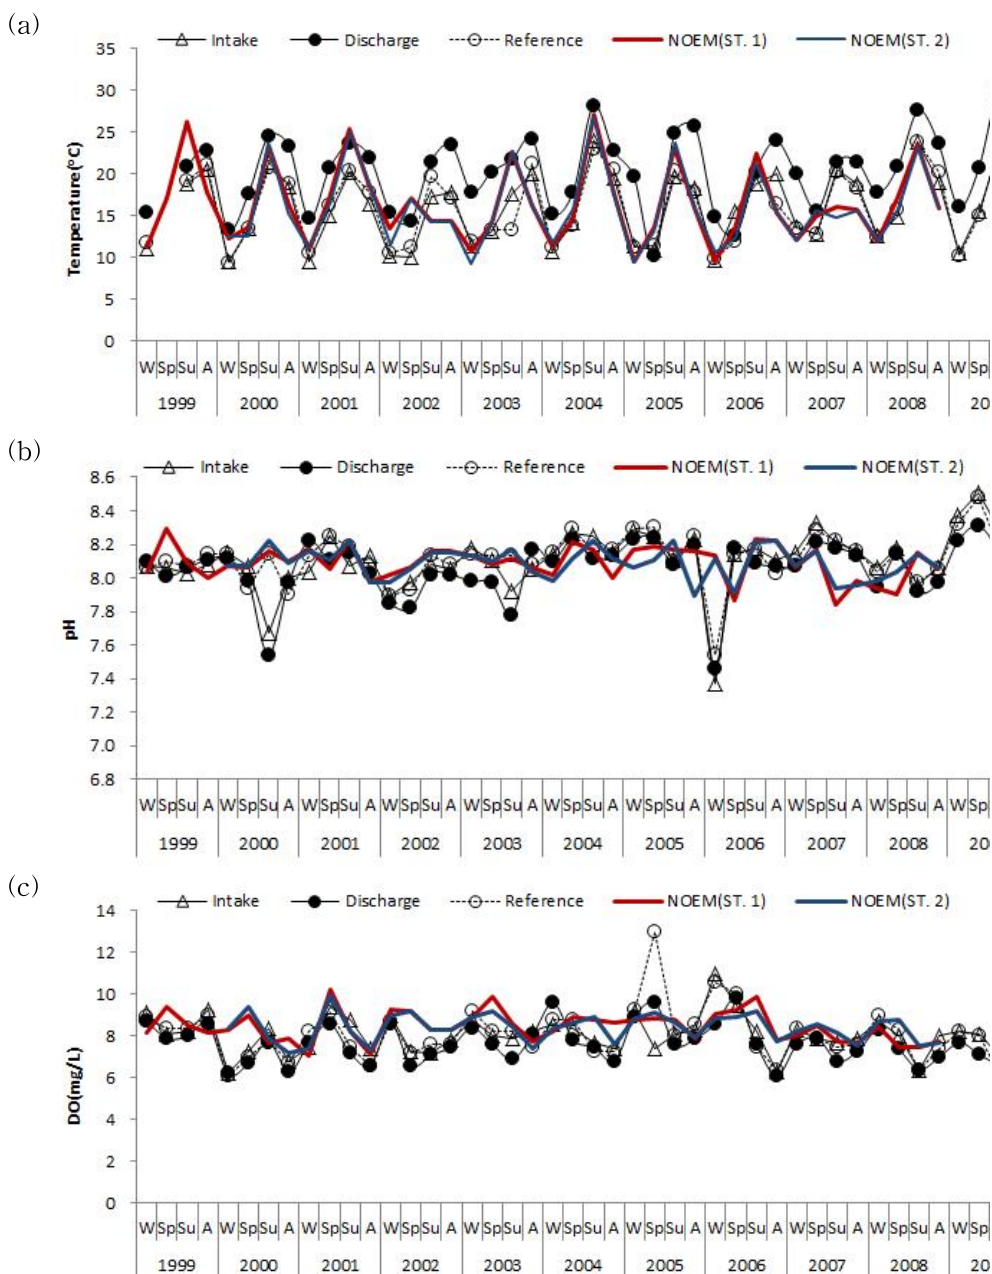 (a)
Intake Discharge Reference NOEM(ST. 1) NOEM(ST. 2)
35
30
25
20
15
10
5
0
Temperature(°C)
W Sp Su A W Sp Su A W Sp Su A W Sp Su A W Sp Su A W Sp Su A W Sp Su A W Sp Su A W Sp Su A W Sp Su A W Sp
1999 2000 2001 2002 2003 2004 2005 2006 2007 2008 20
(b)
Intake Discharge Reference NOEM(ST. 1) NOEM(ST. 2)
8.6
8.4
8.2
8.0
7.8
7.6
7.4
7.2
7.0
6.8
pH
W Sp Su A W Sp Su A W Sp Su A W Sp Su A W Sp Su A W Sp Su A W Sp Su A W Sp Su A W Sp Su A W Sp Su A W Sp
1999 2000 2001 2002 2003 2004 2005 2006 2007 2008 20
(c)
Intake Discharge Reference NOEM(ST. 1) NOEM(ST. 2)
14
12
10
8
6
4
2
0
DO(mg/L)
W Sp Su A W Sp Su A W Sp Su A W Sp Su A W Sp Su A W Sp Su A W Sp Su A W Sp Su A W Sp Su A W Sp Su A W Sp
1999 2000 2001 2002 2003 2004 2005 2006 2007 2008 20